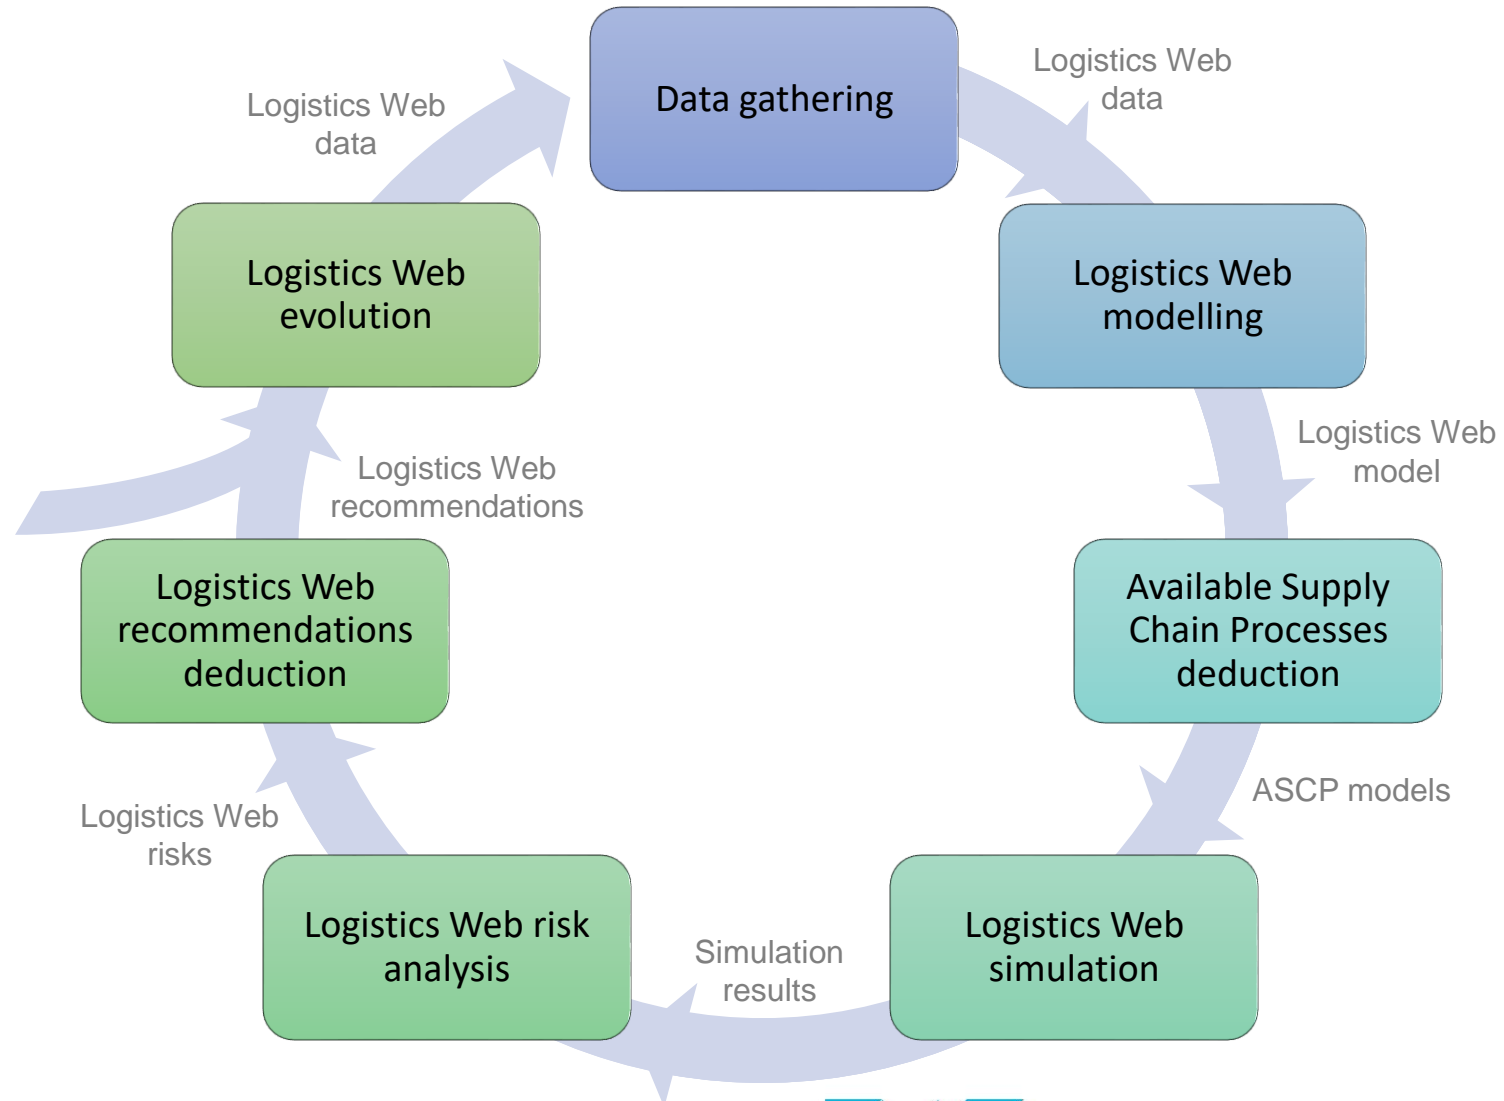 Data gathering
Logistics Web
data
Logistics Web
modelling
Logistics Web
model
Available Supply
Chain Processes
deduction
ASCP models
Logistics Web
simulation
Simulation
results
Logistics Web risk
analysis
Logistics Web
risks
Logistics Web
recommendations
deduction
Logistics Web
recommendations
Logistics Web
evolution
Logistics Web
data